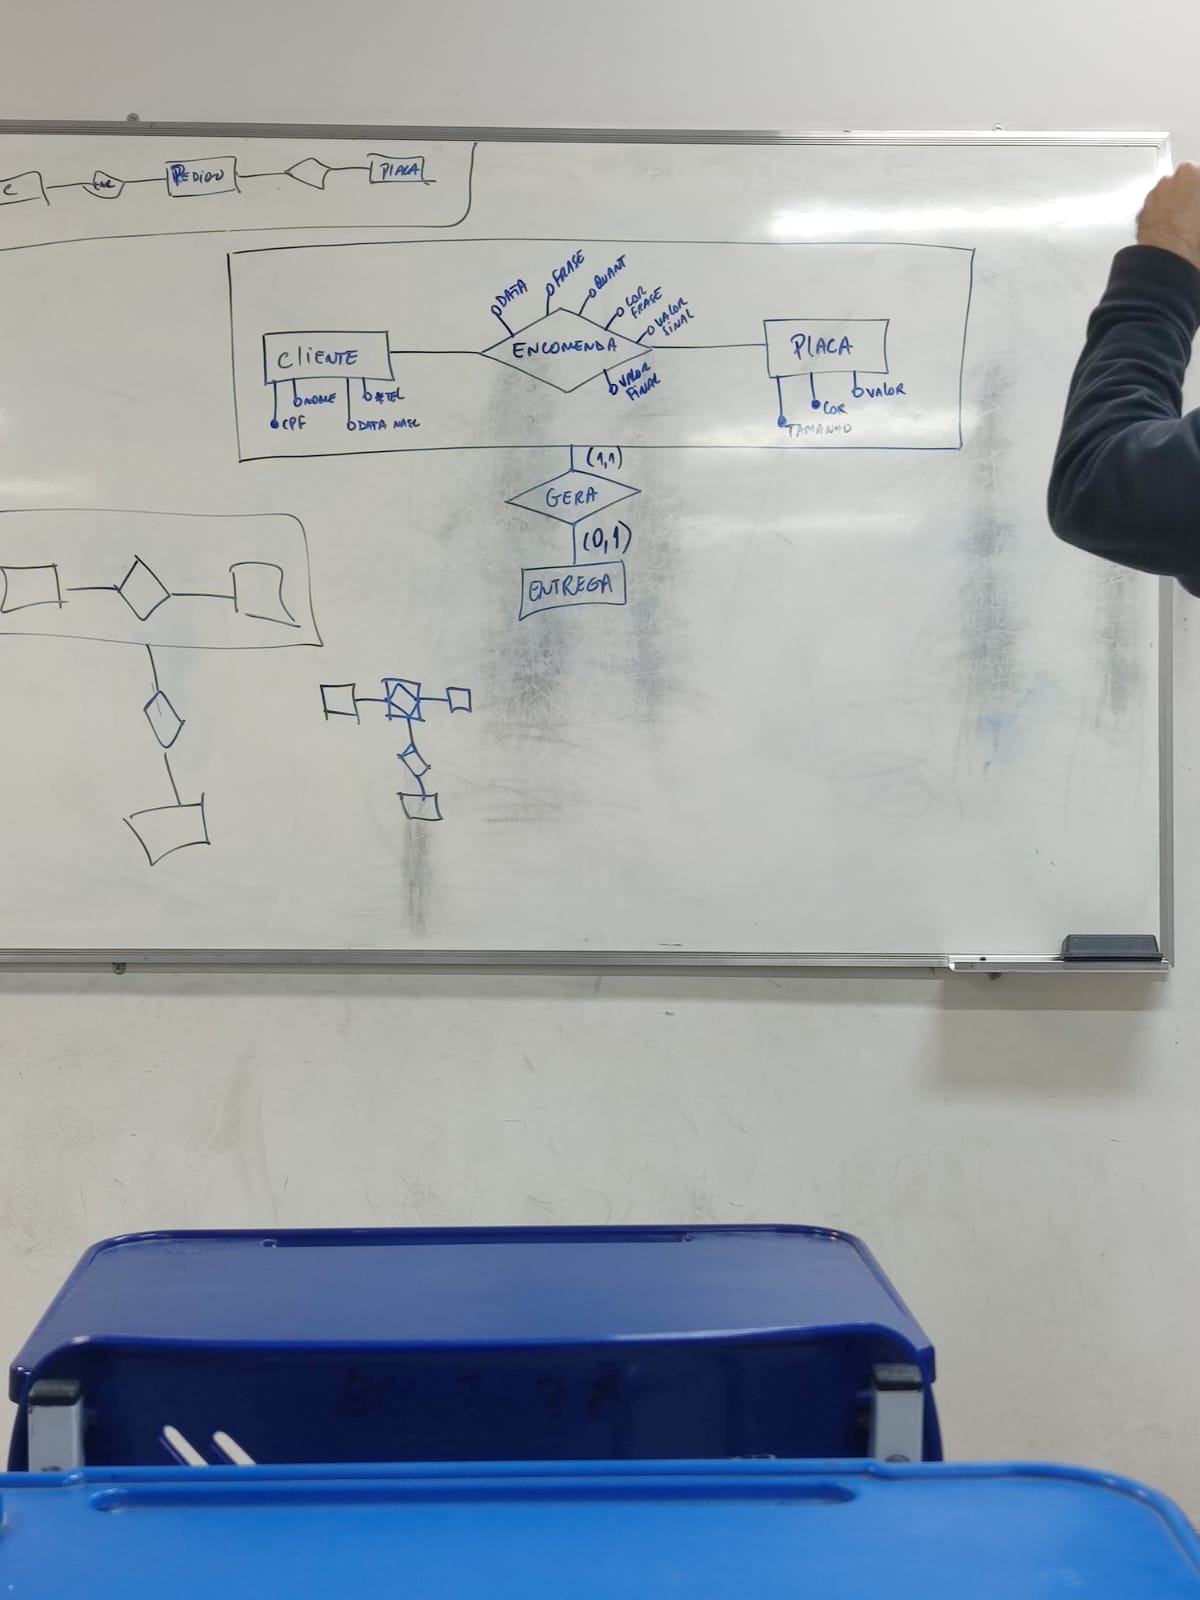 C
PEDIDO
PLACA
DATA
FRASE
QUANT
COR
FRASE
VALOR
SINAL
CLIENTE
ENCOMENDA
PLACA
NOME
#TEL
CPF
DATA NASC
VALOR
FINAL
VALOR
COR
TAMANHO
(1,1)
GERA
(0,1)
ENTREGA